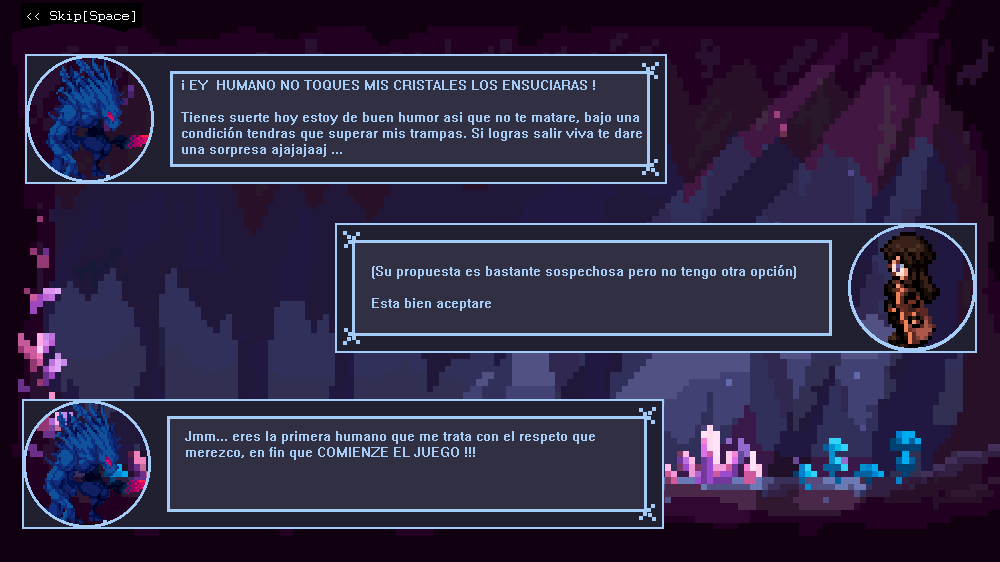 << Skip[Space]
¡ EY HUMANO NO TOQUES MIS CRISTALES LOS ENSUCIARAS !
Tienes suerte hoy estoy de buen humor asi que no te matare, bajo una
condición tendras que superar mis trampas. Si logras salir viva te dare
una sorpresa ajajajaaj ...
(Su propuesta es bastante sospechosa pero no tengo otra opción)
Esta bien aceptare
Jmm... eres la primera humano que me trata con el respeto que
merezco, en fin que COMIENZE EL JUEGO !!!